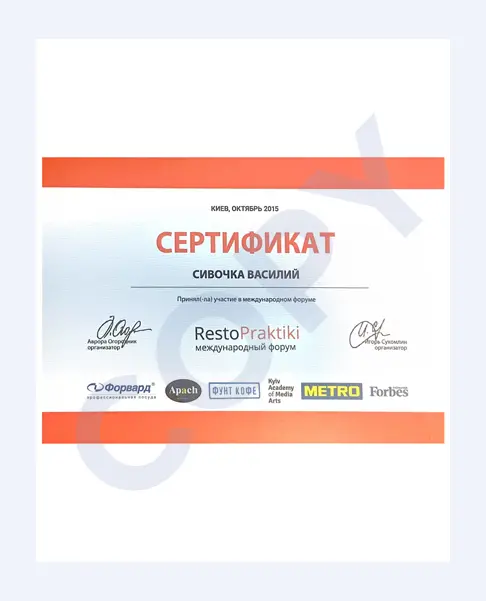 КИЕВ, ОКТЯБРЬ 2015
СЕРТИФИКАТ
СИВОЧКА ВАСИЛИЙ
Принял(-ла) участие в международном форуме
RestoPraktiki
международный форум
Аврора Огородник
организатор
Игорь Сухомлин
организатор
Форвард®
профессиональная посуда
Apach
ФУНТ КОФЕ
Kyiv
Academy
of Media
Arts
METRO
Forbes
COPY